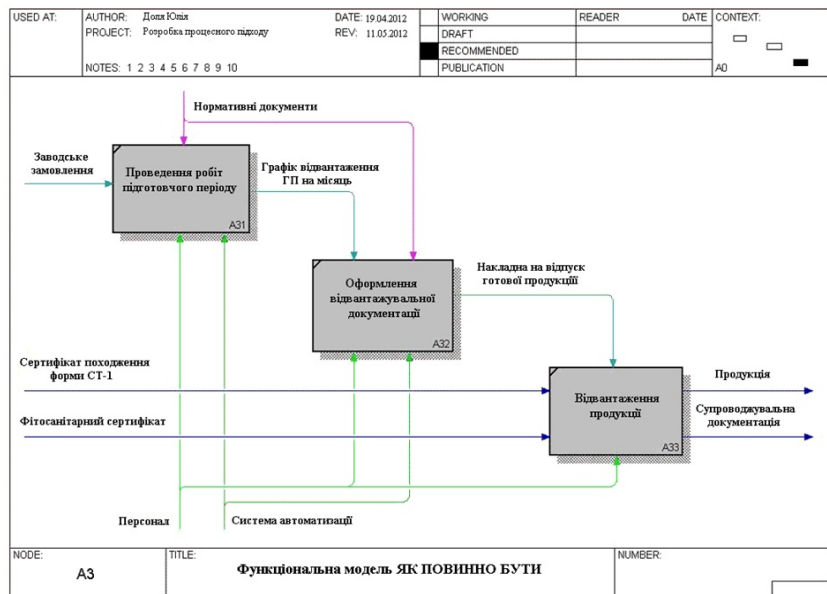 USED AT:
AUTHOR: Доля Юлія
DATE: 19.04.2012
WORKING
READER
DATE
CONTEXT:
PROJECT: Розробка процесного підходу
REV: 11.05.2012
DRAFT
RECOMMENDED
NOTES: 1 2 3 4 5 6 7 8 9 10
PUBLICATION
A0
Нормативні документи
Заводське
замовлення
Проведення робіт
підготовчого періоду
A31
Графік відвантаження
ГП на місяць
Оформлення
відвантажувальної
документації
A32
Накладна на відпуск
готової продукціїї
Сертифікат походження
форми СТ-1
Фітосанітарний сертифікат
Відвантаження
продукції
A33
Продукція
Супроводжувальна
документація
Персонал
Система автоматизації
NODE:
A3
TITLE:
Функціональна модель ЯК ПОВИННО БУТИ
NUMBER: